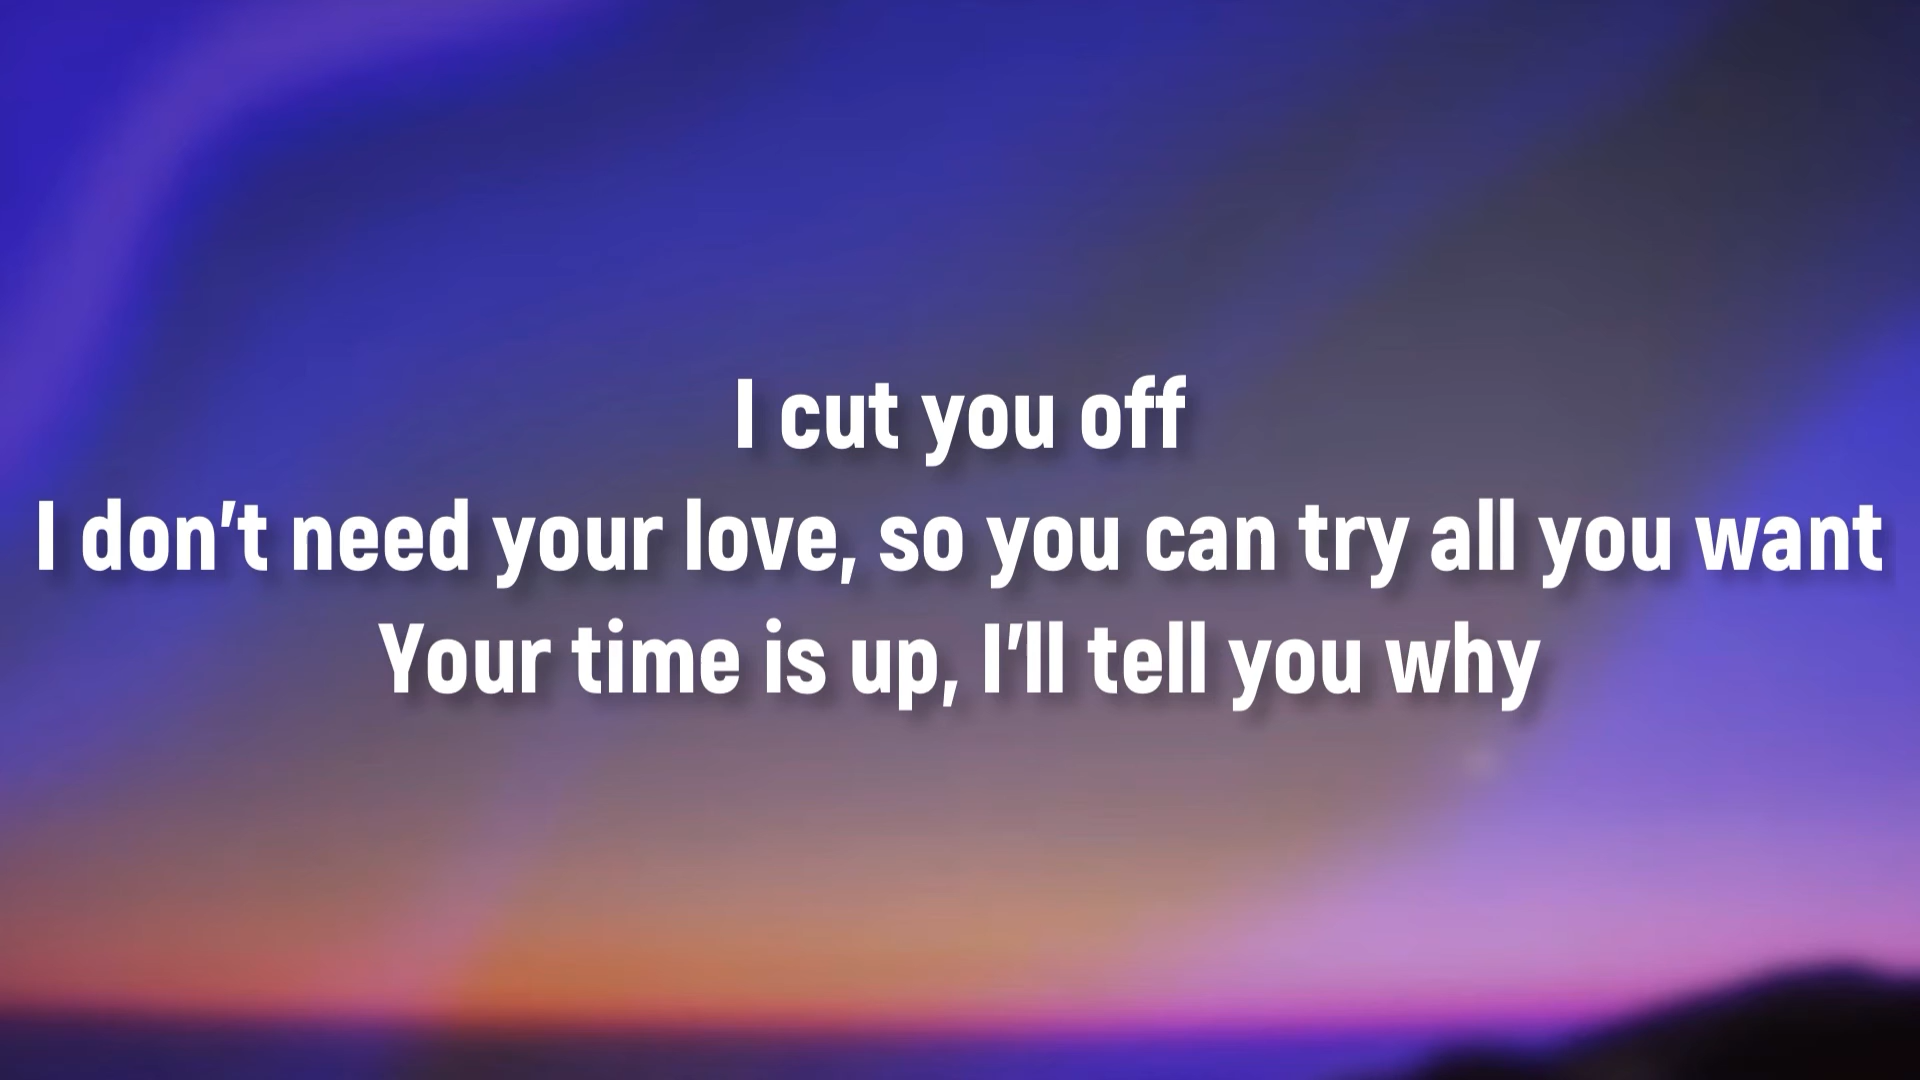 I cut you off
I don't need your love, so you can try all you want
Your time is up, I'll tell you why